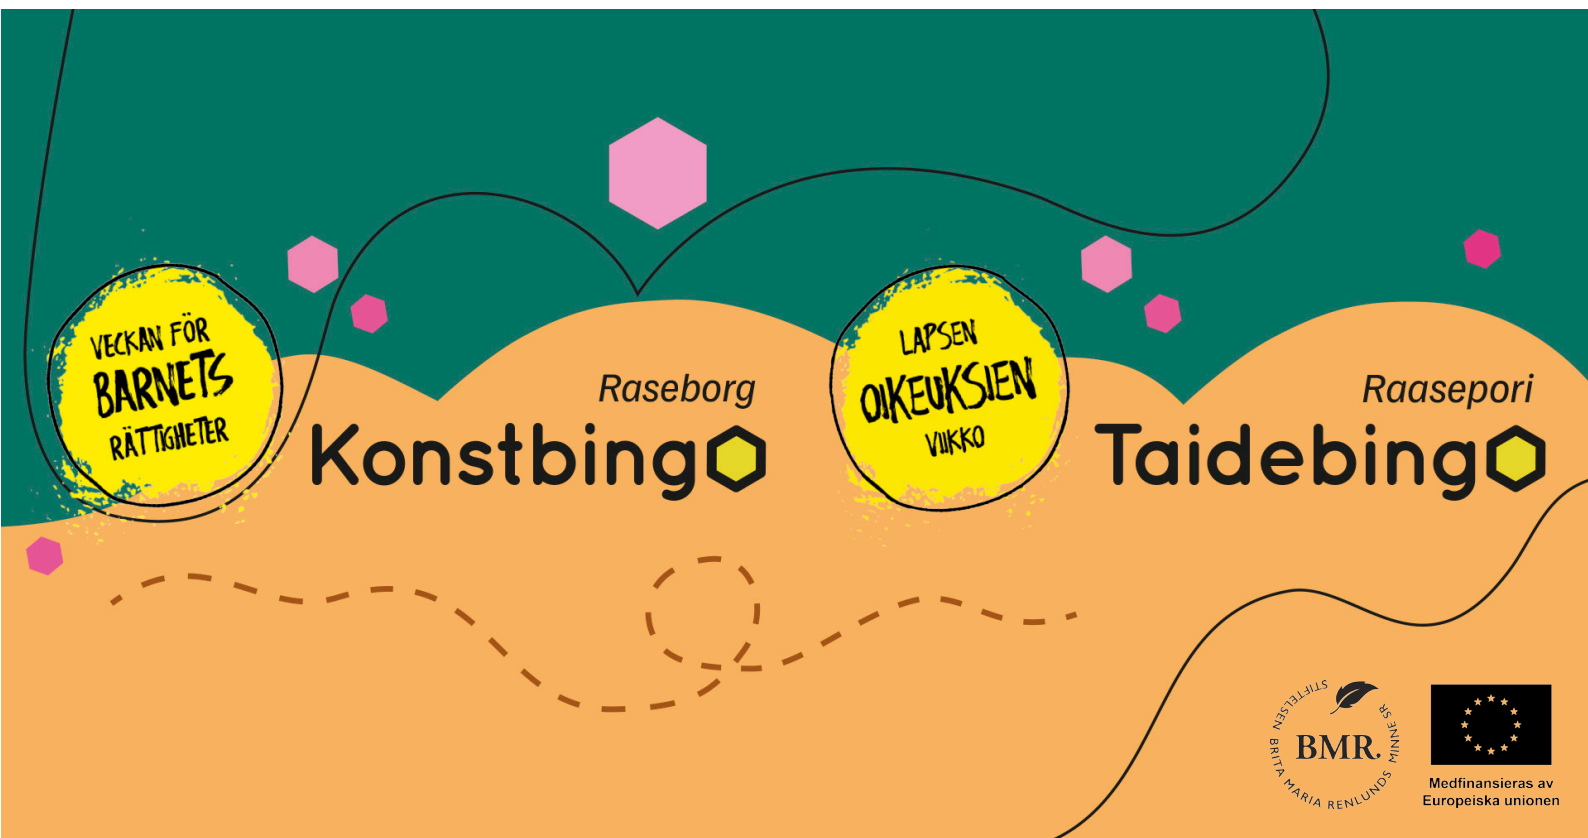 VECKAN FÖR
BARNETS
RÄTTIGHETER
Raseborg
Konstbingo
LAPSEN
OIKEUKSIEN
VIIKKO
Raasepori
Taidebingo
STIFTELSEN BRITA MARIA RENLUNDS MINNE SR
BMR.
Medfinansieras av
Europeiska unionen